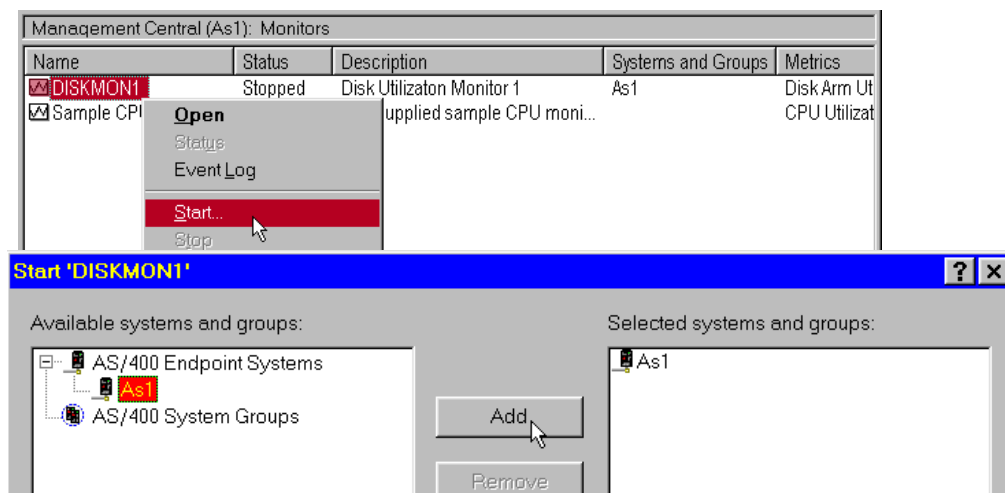 Management Central (As1): Monitors
Name Status Description Systems and Groups Metrics
DISKMON1 Stopped Disk Utilizaton Monitor 1 As1 Disk Arm Ut
Sample CPU upplied sample CPU moni... CPU Utilizat
Open
Status
Event Log
Start...
Stop
Start 'DISKMON1'
Available systems and groups: Selected systems and groups:
AS/400 Endpoint Systems As1
As1
AS/400 System Groups
Add
Remove